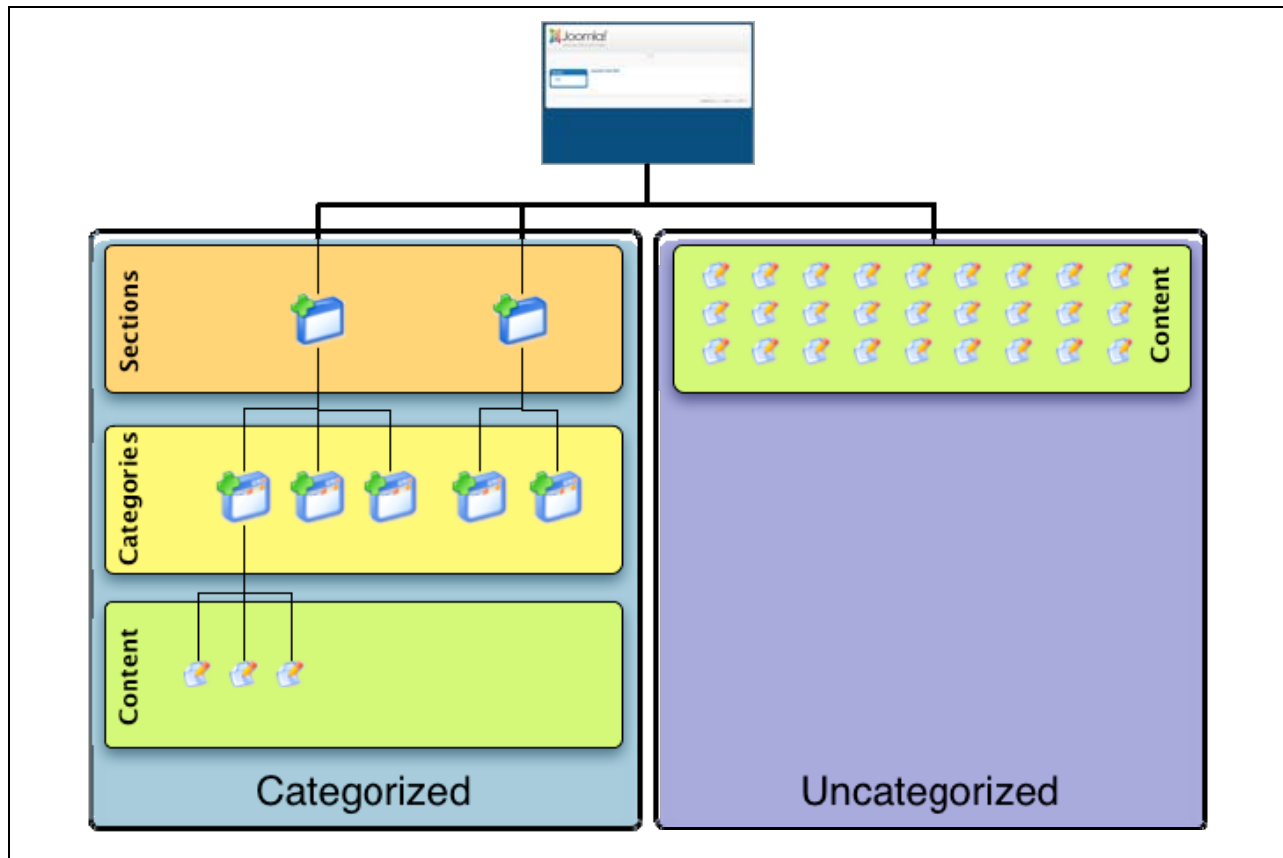 Joomla!
Sections
Categories
Content
Categorized
Content
Uncategorized